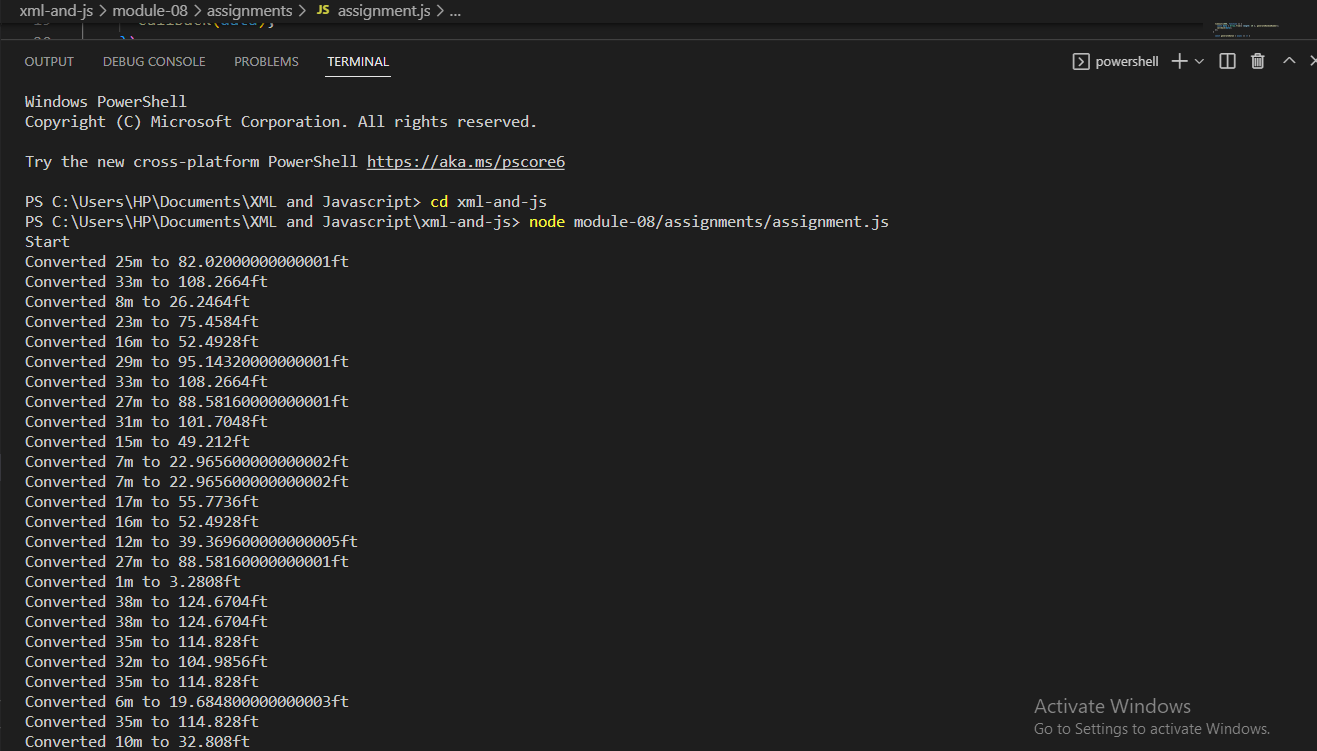 xml-and-js > module-08 > assignments > JS assignment.js > ...
OUTPUT DEBUG CONSOLE PROBLEMS TERMINAL powershell
Windows PowerShell
Copyright (C) Microsoft Corporation. All rights reserved.
Try the new cross-platform PowerShell https://aka.ms/pscore6
PS C:\Users\HP\Documents\XML and Javascript> cd xml-and-js
PS C:\Users\HP\Documents\XML and Javascript\xml-and-js> node module-08/assignments/assignment.js
Start
Converted 25m to 82.02000000000001ft
Converted 33m to 108.2664ft
Converted 8m to 26.2464ft
Converted 23m to 75.4584ft
Converted 16m to 52.4928ft
Converted 29m to 95.14320000000001ft
Converted 33m to 108.2664ft
Converted 27m to 88.58160000000001ft
Converted 31m to 101.7048ft
Converted 15m to 49.212ft
Converted 7m to 22.965600000000002ft
Converted 7m to 22.965600000000002ft
Converted 17m to 55.7736ft
Converted 16m to 52.4928ft
Converted 12m to 39.369600000000005ft
Converted 27m to 88.58160000000001ft
Converted 1m to 3.2808ft
Converted 38m to 124.6704ft
Converted 38m to 124.6704ft
Converted 35m to 114.828ft
Converted 32m to 104.9856ft
Converted 35m to 114.828ft
Converted 6m to 19.684800000000003ft
Converted 35m to 114.828ft
Converted 10m to 32.808ft
Activate Windows
Go to Settings to activate Windows.